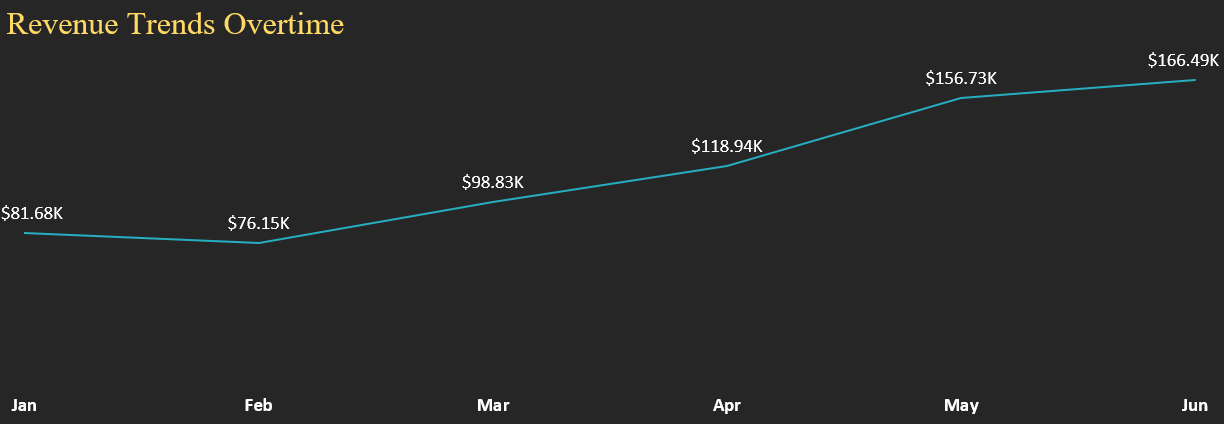 Revenue Trends Overtime
$166.49K
$156.73K
$118.94K
$98.83K
$81.68K
$76.15K
Jan Feb Mar Apr May Jun